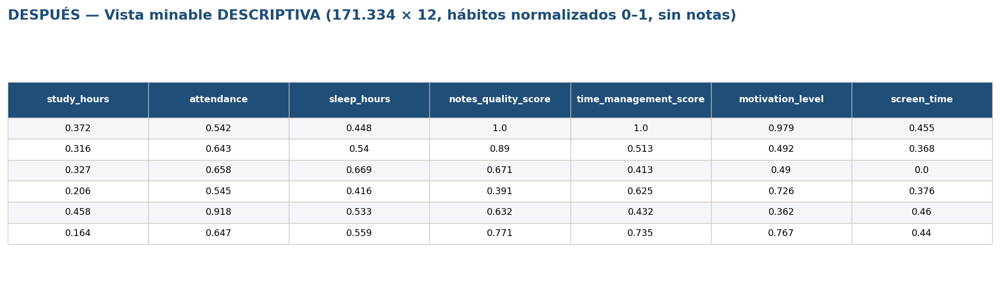 DESPUÉS — Vista minable DESCRIPTIVA (171.334 × 12, hábitos normalizados 0–1, sin notas)
study_hours attendance sleep_hours notes_quality_score time_management_score motivation_level screen_time
0.372 0.542 0.448 1.0 1.0 0.979 0.455
0.316 0.643 0.54 0.89 0.513 0.492 0.368
0.327 0.658 0.669 0.671 0.413 0.49 0.0
0.206 0.545 0.416 0.391 0.625 0.726 0.376
0.458 0.918 0.533 0.632 0.432 0.362 0.46
0.164 0.647 0.559 0.771 0.735 0.767 0.44